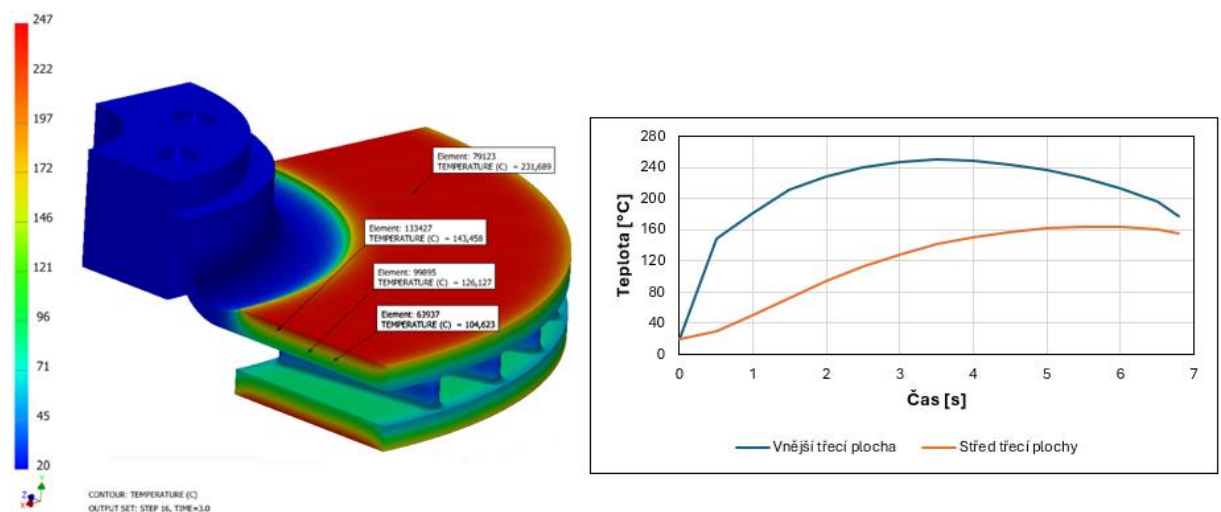 247
222
197
172
146
121
96
71
45
20
Element: 79123
TEMPERATURE (C) = 231,689
Element: 133427
TEMPERATURE (C) = 143,458
Element: 99895
TEMPERATURE (C) = 126,127
Element: 63937
TEMPERATURE (C) = 104,623
Z Y X
CONTOUR: TEMPERATURE (C)
OUTPUT SET: STEP 16, TIME=3.0
Teplota [°C]
280
240
200
160
120
80
40
0
0 1 2 3 4 5 6 7
Čas [s]
Vnější třecí plocha Střed třecí plochy